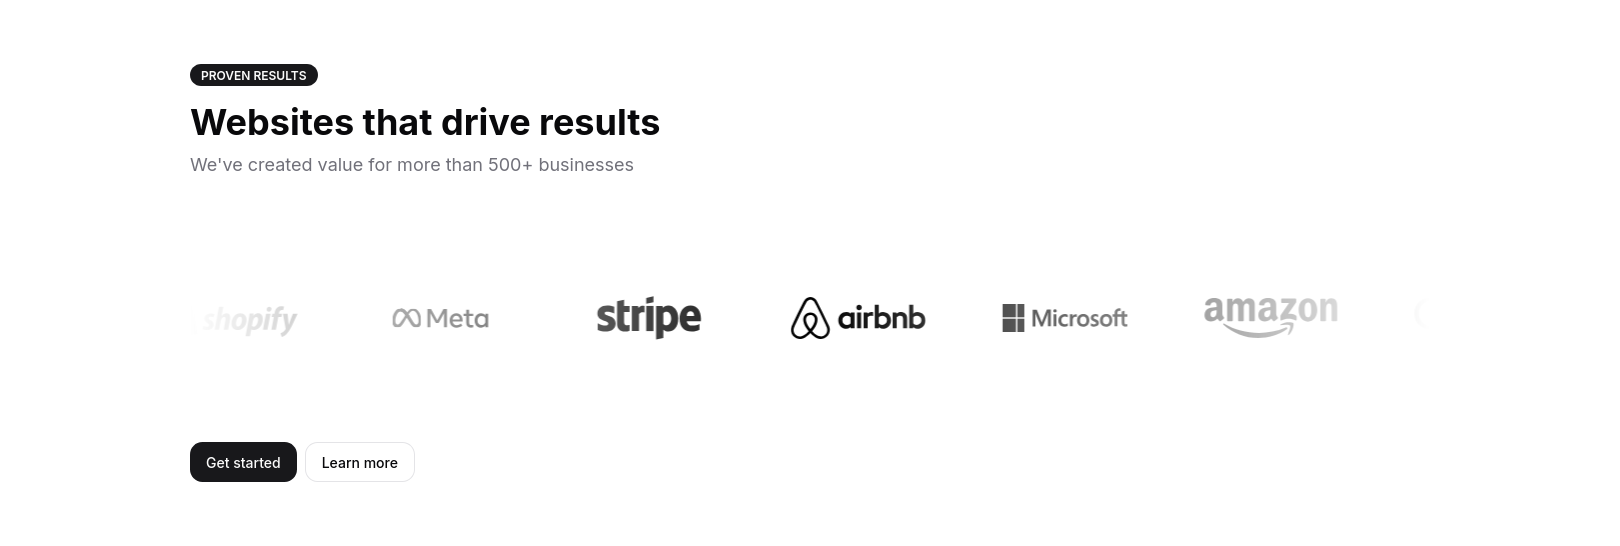 PROVEN RESULTS
Websites that drive results
We've created value for more than 500+ businesses
shopify Meta stripe airbnb Microsoft amazon
Get started Learn more